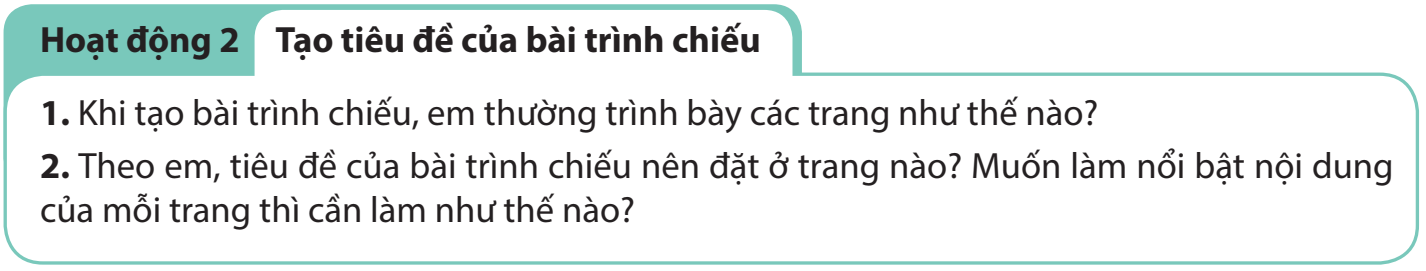 Hoạt động 2 Tạo tiêu đề của bài trình chiếu
1. Khi tạo bài trình chiếu, em thường trình bày các trang như thế nào?
2. Theo em, tiêu đề của bài trình chiếu nên đặt ở trang nào? Muốn làm nổi bật nội dung
của mỗi trang thì cần làm như thế nào?